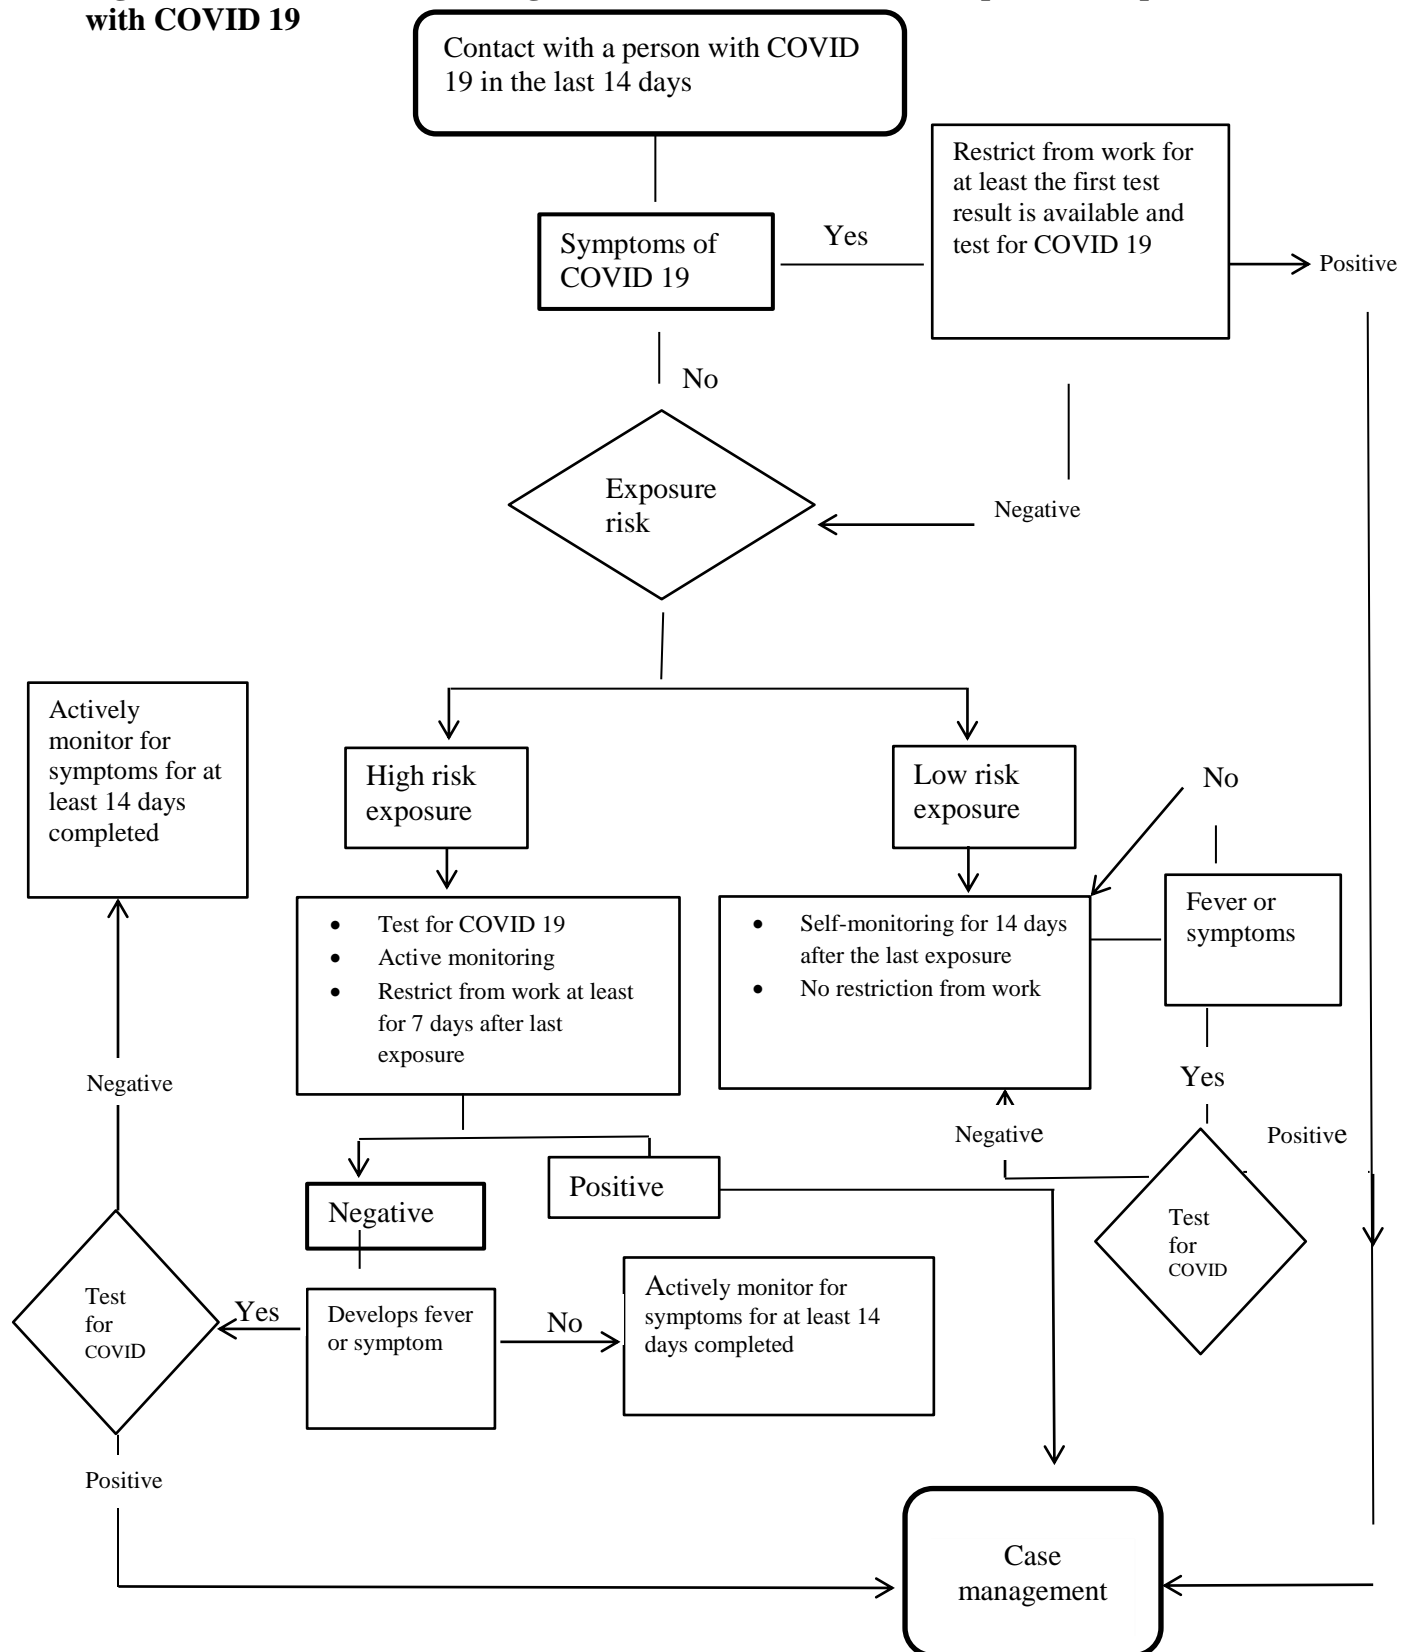 with COVID 19
Contact with a person with COVID
19 in the last 14 days
Restrict from work for
at least the first test
result is available and
test for COVID 19
Symptoms of
COVID 19
Yes
Positive
No
Exposure
risk
Negative
Actively
monitor for
symptoms for at
least 14 days
completed
High risk
exposure
Low risk
exposure
No
• Test for COVID 19
• Active monitoring
• Restrict from work at least
for 7 days after last
exposure
• Self-monitoring for 14 days
after the last exposure
• No restriction from work
Fever or
symptoms
Negative
Yes
Negative
Positive
Positive
Negative
Test
for
COVID
Test
for
COVID
Yes
Develops fever
or symptom
No
Actively monitor for
symptoms for at least 14
days completed
Positive
Case
management